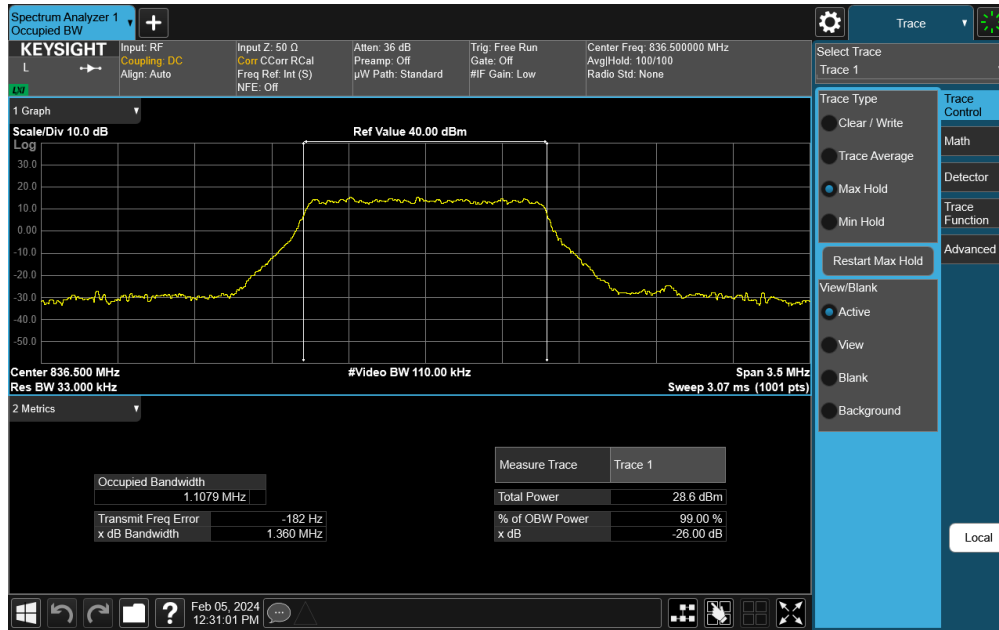 Spectrum Analyzer 1
Occupied BW
KEYSIGHT
L
LXI
Input: RF
Coupling: DC
Align: Auto
Input Z: 50 Ω
Corr CCorr RCal
Freq Ref: Int (S)
NFE: Off
Atten: 36 dB
Preamp: Off
µW Path: Standard
Trig: Free Run
Gate: Off
#IF Gain: Low
Center Freq: 836.500000 MHz
Avg|Hold: 100/100
Radio Std: None
1 Graph
Scale/Div 10.0 dB
Ref Value 40.00 dBm
Log
30.0
20.0
10.0
0.00
-10.0
-20.0
-30.0
-40.0
-50.0
Center 836.500 MHz
#Video BW 110.00 kHz
Span 3.5 MHz
Res BW 33.000 kHz
Sweep 3.07 ms (1001 pts)
2 Metrics
Occupied Bandwidth
1.1079 MHz
Transmit Freq Error -182 Hz
x dB Bandwidth 1.360 MHz
Measure Trace Trace 1
Total Power 28.6 dBm
% of OBW Power 99.00 %
x dB -26.00 dB
Feb 05, 2024
12:31:01 PM
Trace
Select Trace
Trace 1
Trace Type
Clear / Write
Trace Average
Max Hold
Min Hold
Restart Max Hold
View/Blank
Active
View
Blank
Background
Trace
Control
Math
Detector
Trace
Function
Advanced
Local